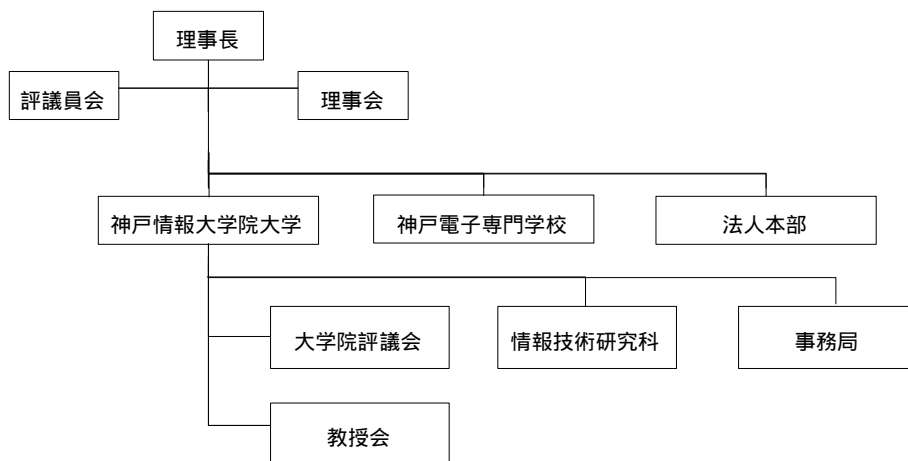 理事長
評議員会
理事会
神戸情報大学院大学
神戸電子専門学校
法人本部
大学院評議会
情報技術研究科
事務局
教授会